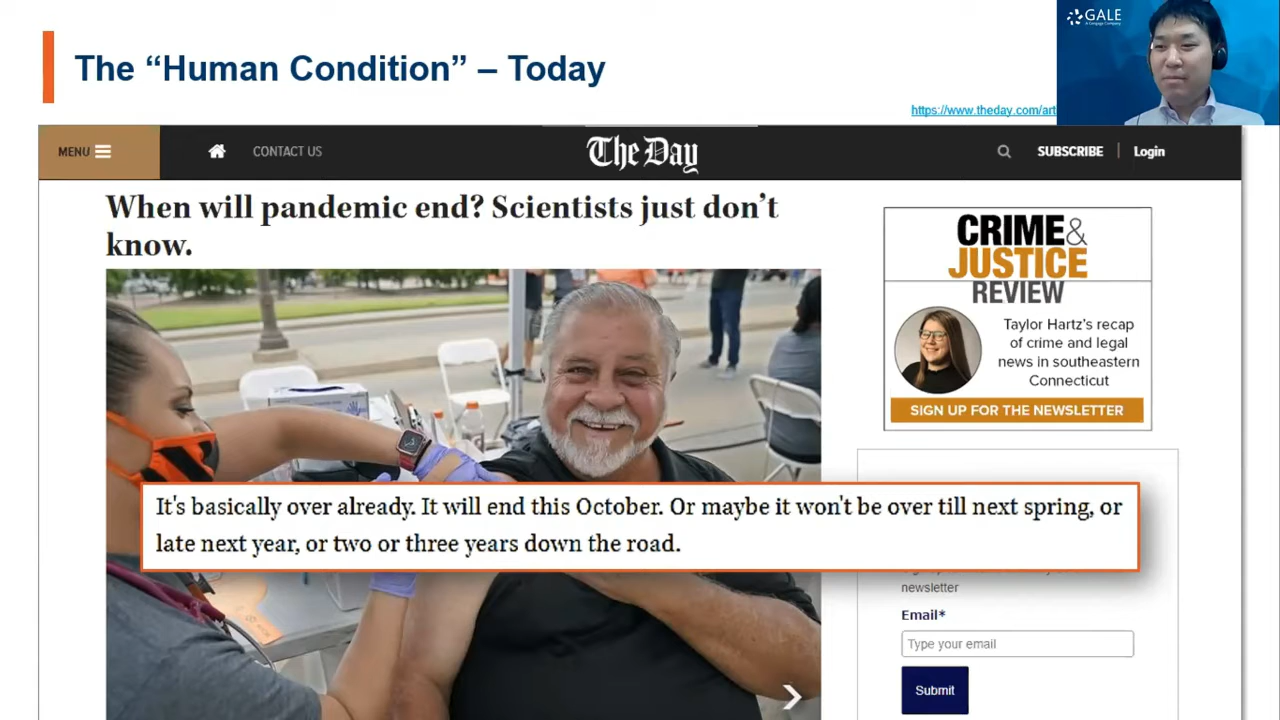 The “Human Condition” – Today
GALE
A Cengage Company
https://www.theday.com/art
MENU
CONTACT US
The Day
SUBSCRIBE | Login
When will pandemic end? Scientists just don’t
know.
CRIME&
JUSTICE
REVIEW
Taylor Hartz's recap
of crime and legal
news in southeastern
Connecticut
SIGN UP FOR THE NEWSLETTER
It's basically over already. It will end this October. Or maybe it won't be over till next spring, or
late next year, or two or three years down the road.
newsletter
Email*
Type your email
Submit